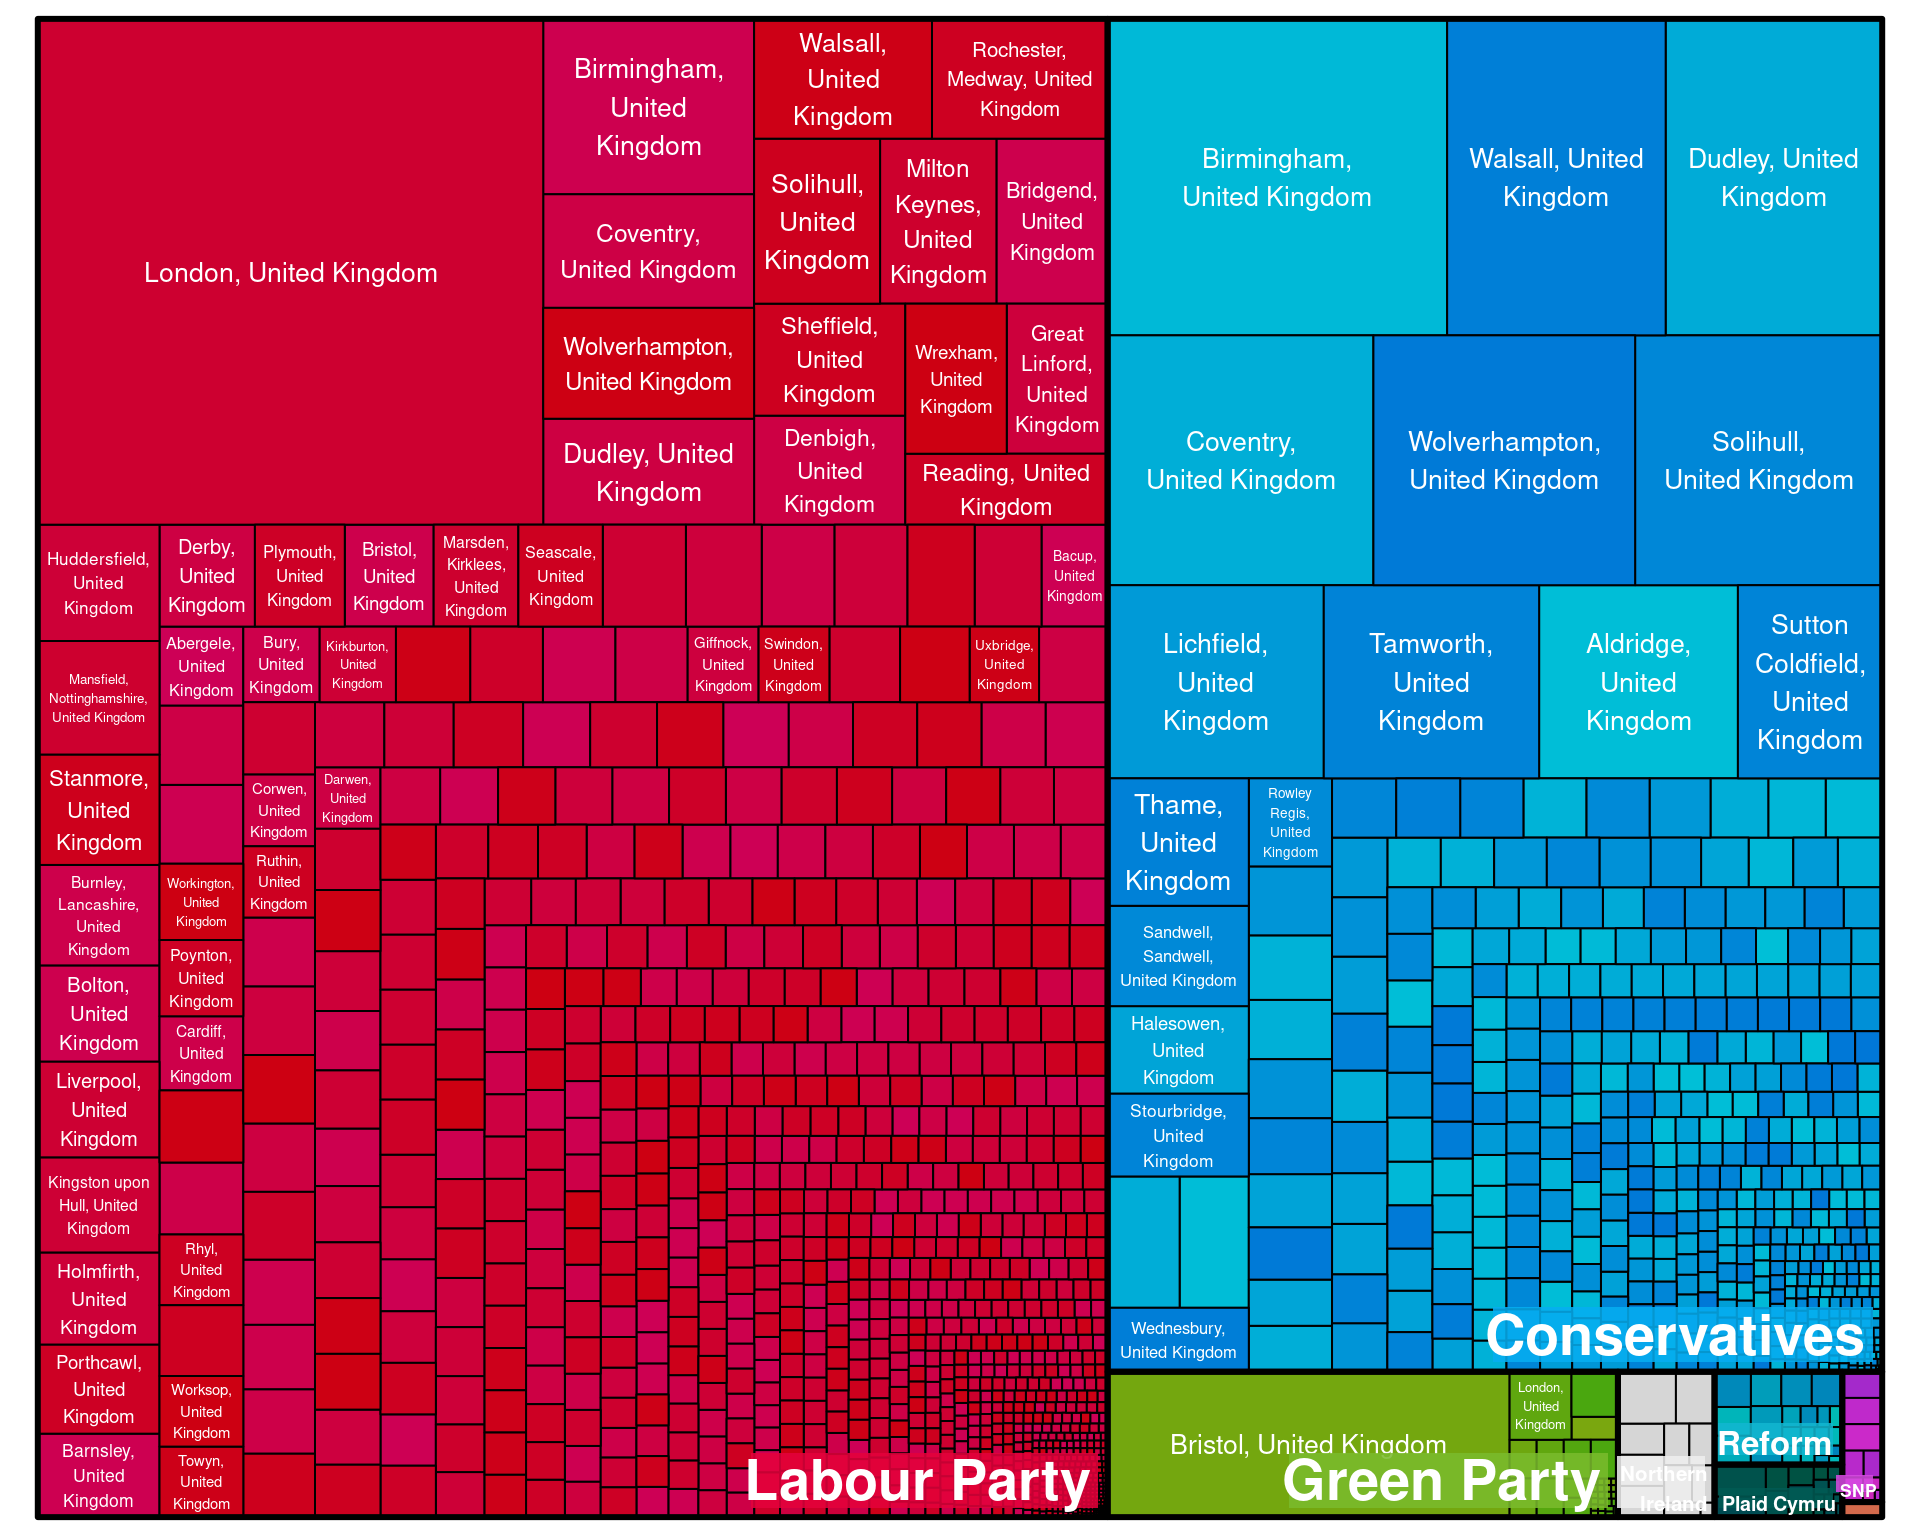 London, United Kingdom
Birmingham,
United
Kingdom
Coventry,
United Kingdom
Wolverhampton,
United Kingdom
Dudley, United
Kingdom
Walsall,
United
Kingdom
Rochester,
Medway, United
Kingdom
Solihull,
United
Kingdom
Milton
Keynes,
United
Kingdom
Bridgend,
United
Kingdom
Sheffield,
United
Kingdom
Wrexham,
United
Kingdom
Great
Linford,
United
Kingdom
Denbigh,
United
Kingdom
Reading, United
Kingdom
Huddersfield,
United
Kingdom
Derby,
United
Kingdom
Plymouth,
United
Kingdom
Bristol,
United
Kingdom
Marsden,
Kirklees,
United
Kingdom
Seascale,
United
Kingdom
Bacup,
United
Kingdom
Mansfield,
Nottinghamshire,
United Kingdom
Abergele,
United
Kingdom
Bury,
United
Kingdom
Kirkburton,
United
Kingdom
Giffnock,
United
Kingdom
Swindon,
United
Kingdom
Uxbridge,
United
Kingdom
Stanmore,
United
Kingdom
Corwen,
United
Kingdom
Darwen,
United
Kingdom
Burnley,
Lancashire,
United
Kingdom
Workington,
United
Kingdom
Ruthin,
United
Kingdom
Bolton,
United
Kingdom
Poynton,
United
Kingdom
Cardiff,
United
Kingdom
Liverpool,
United
Kingdom
Kingston upon
Hull, United
Kingdom
Holmfirth,
United
Kingdom
Rhyl,
United
Kingdom
Porthcawl,
United
Kingdom
Worksop,
United
Kingdom
Barnsley,
United
Kingdom
Towyn,
United
Kingdom
Labour Party
Birmingham,
United Kingdom
Walsall, United
Kingdom
Dudley, United
Kingdom
Coventry,
United Kingdom
Wolverhampton,
United Kingdom
Solihull,
United Kingdom
Lichfield,
United
Kingdom
Tamworth,
United
Kingdom
Aldridge,
United
Kingdom
Sutton
Coldfield,
United
Kingdom
Thame,
United
Kingdom
Rowley
Regis,
United
Kingdom
Sandwell,
Sandwell,
United Kingdom
Halesowen,
United
Kingdom
Stourbridge,
United
Kingdom
Wednesbury,
United Kingdom
Conservatives
Bristol, United Kingdom
London,
United
Kingdom
Green Party
Northern
Ireland
Reform
Plaid Cymru
SNP